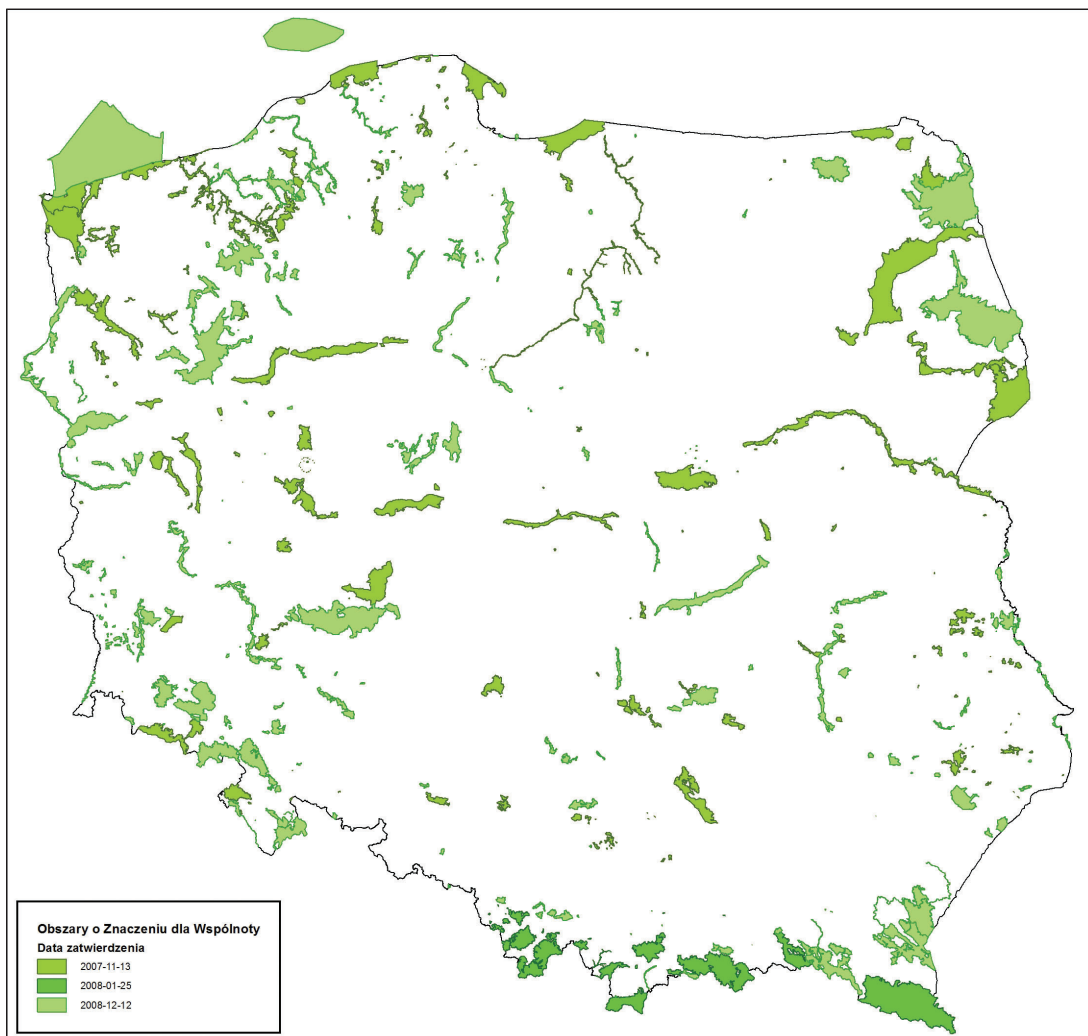 Obszary o Znaczeniu dla Wspólnoty
Data zatwierdzenia
2007-11-13
2008-01-25
2008-12-12